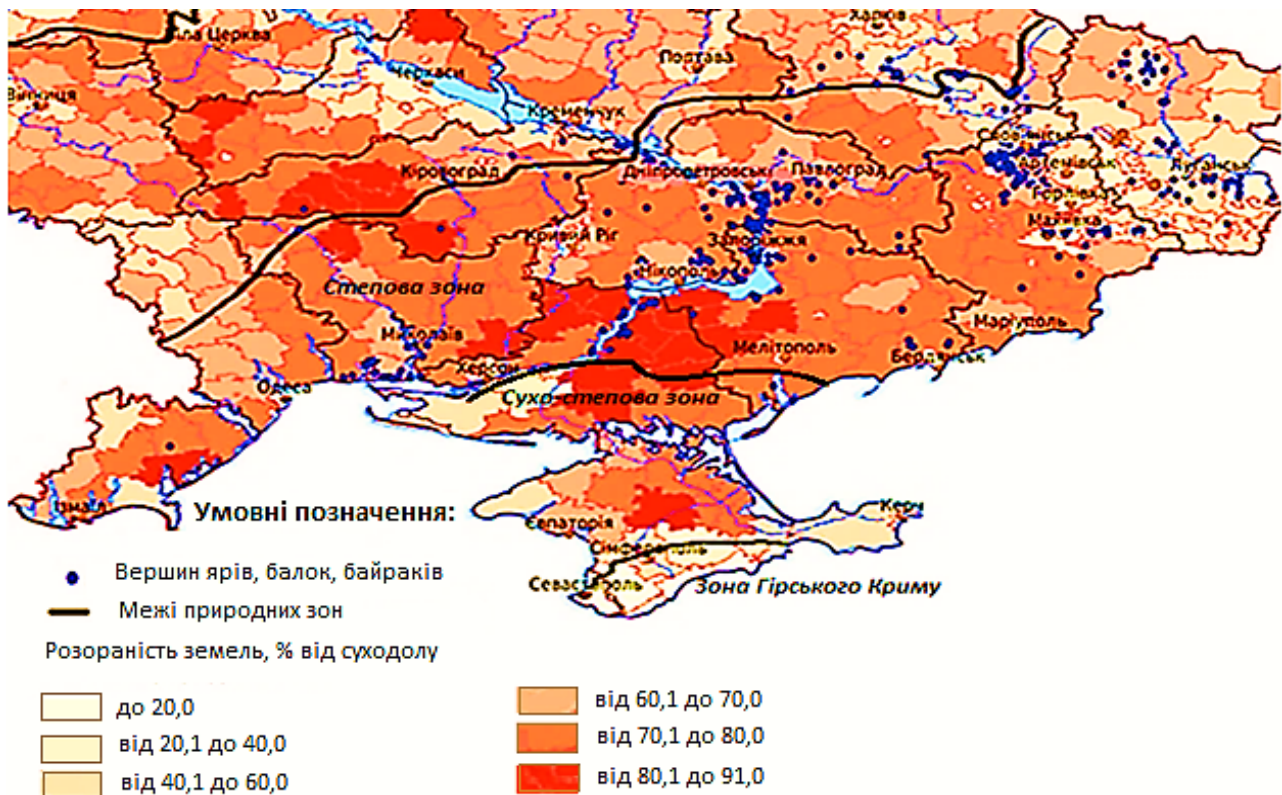 Харків
Біла Церква
Полтава
Черкаси
Вінниця
Кременчук
Слов'янськ
Кіровоград
Дніпропетровськ
Павлоград
Артемівськ
Луганськ
Горлівка
Макіївка
Кривий Ріг
Запоріжжя
Нікополь
Степова зона
Миколаїв
Маріуполь
Мелітополь
Бердянськ
Херсон
Одеса
Сухо-степова зона
Ізмаїл
Умовні позначення:
Керч
Євпаторія
Сімферополь
Севастополь
Зона Гірського Криму
Вершин ярів, балок, байраків
Межі природних зон
Розораність земель, % від суходолу
до 20,0
від 20,1 до 40,0
від 40,1 до 60,0
від 60,1 до 70,0
від 70,1 до 80,0
від 80,1 до 91,0